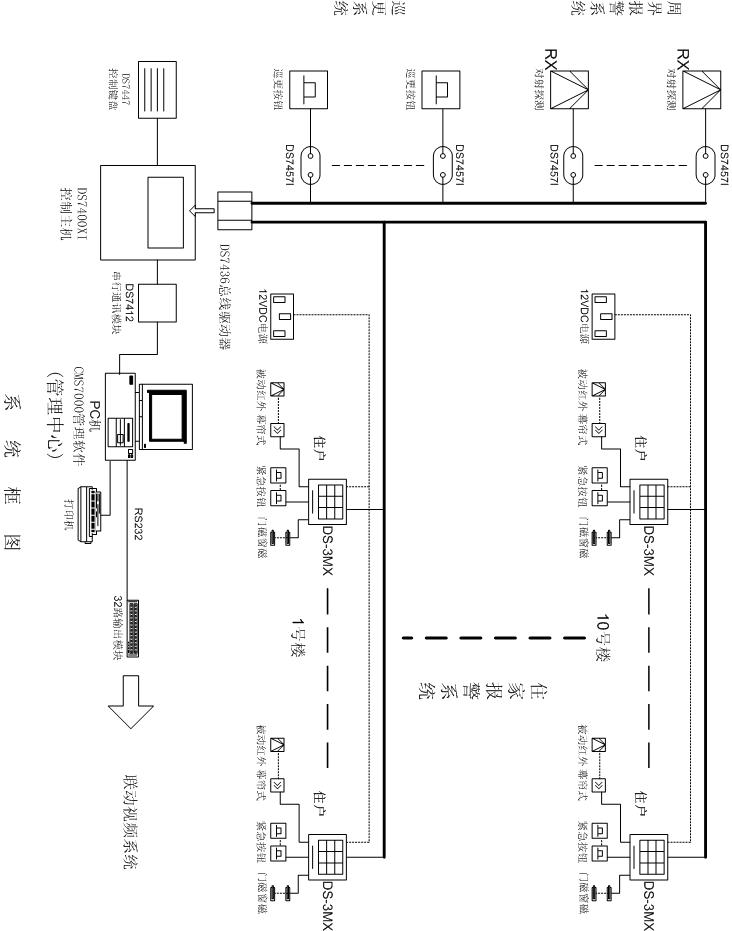 周界报警系统
RX
对射探测
DS7457I
RX
对射探测
DS7457I
巡更系统
巡更按钮
DS7457I
巡更按钮
DS7457I
12VDC电源
被动红外 幕帘式
住户
紧急按钮
门磁窗磁
DS-3MX
10号楼
被动红外 幕帘式
住户
紧急按钮
门磁窗磁
DS-3MX
住家报警系统
12VDC电源
被动红外 幕帘式
住户
紧急按钮
门磁窗磁
DS-3MX
1号楼
被动红外 幕帘式
住户
紧急按钮
门磁窗磁
DS-3MX
DS7436总线驱动器
DS7447
控制键盘
DS7400XI
控制主机
DS7412
串行通讯模块
PC机
CMS7000管理软件
(管理中心)
打印机
RS232
32路输出模块
联动视频系统
系统框图